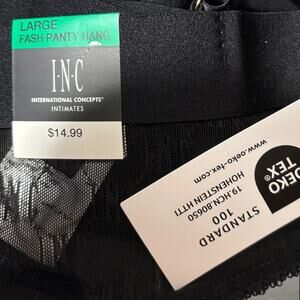 LARGE
FASH PANTY HANG
I·N·C
INTERNATIONAL CONCEPTS®
INTIMATES
$14.99
OEKO
TEX®
STANDARD
100
19.HCN.80650
HOHENSTEIN HTTI
www.oeko-tex.com